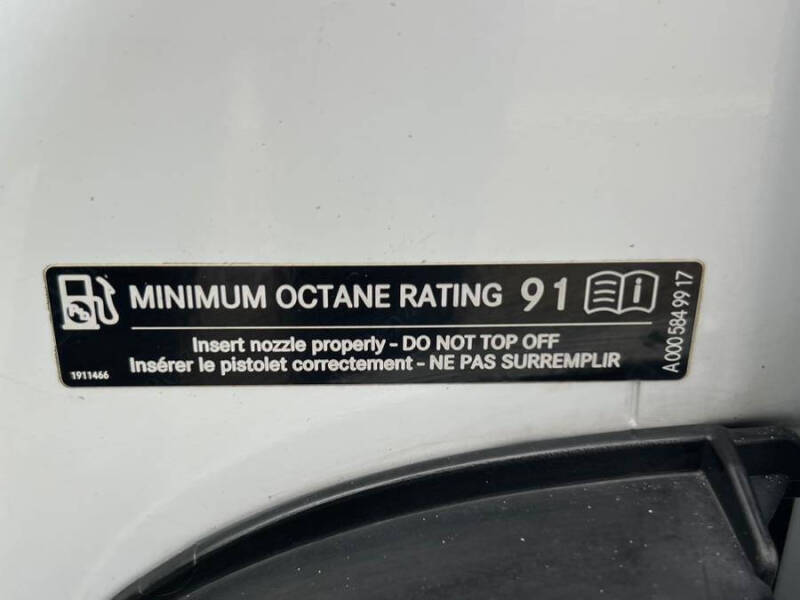 MINIMUM OCTANE RATING 91
Insert nozzle properly - DO NOT TOP OFF
Insérer le pistolet correctement - NE PAS SURREMPLIR
1911466
A 000 584 99 17